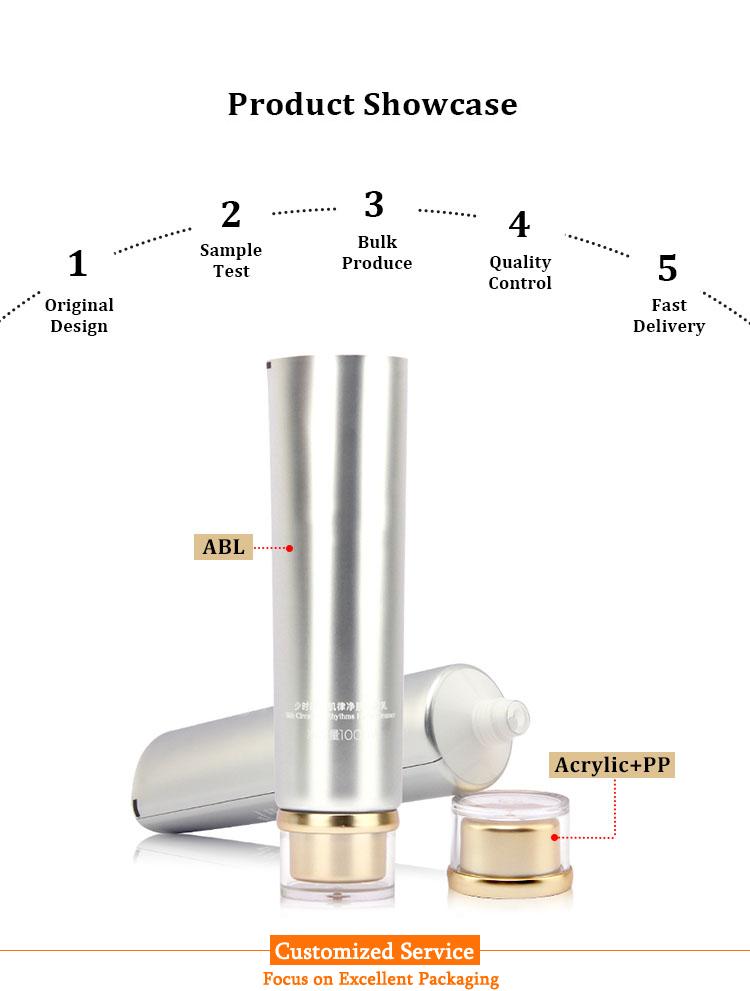 Product Showcase
1
Original
Design
2
Sample
Test
3
Bulk
Produce
4
Quality
Control
5
Fast
Delivery
ABL
Acrylic+PP
Customized Service
Focus on Excellent Packaging